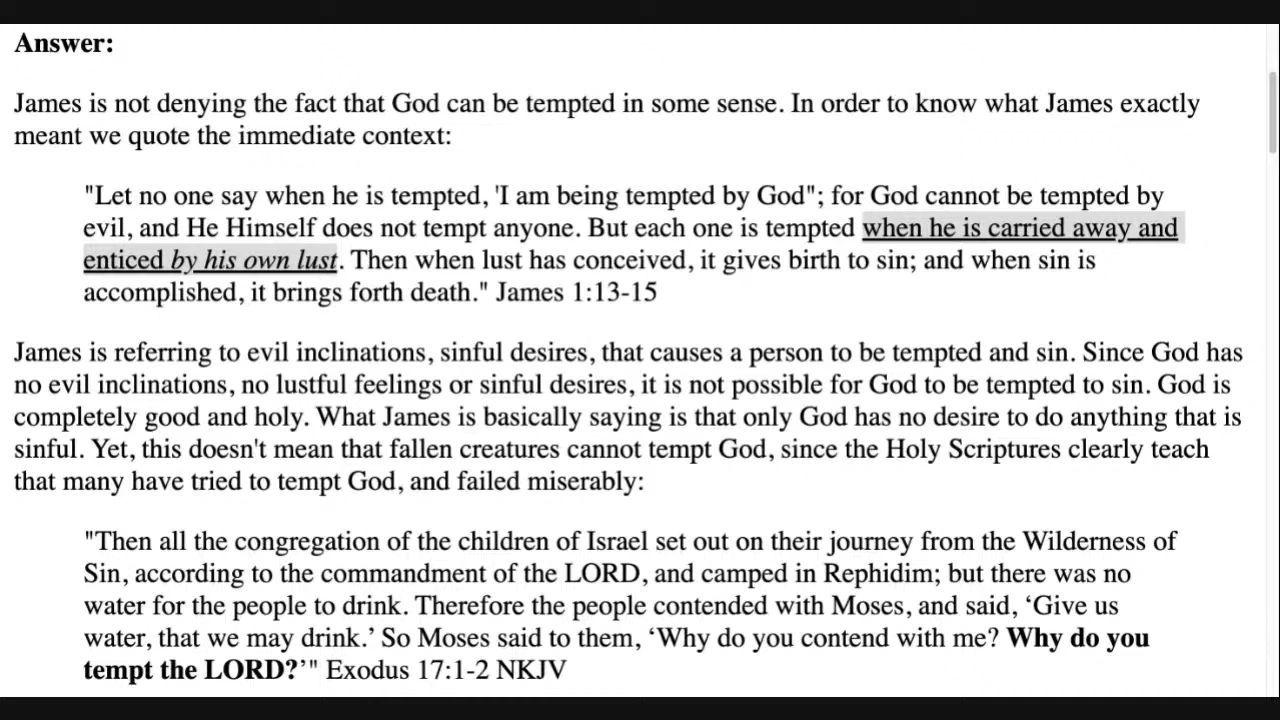 Answer:
James is not denying the fact that God can be tempted in some sense. In order to know what James exactly
meant we quote the immediate context:
"Let no one say when he is tempted, 'I am being tempted by God"; for God cannot be tempted by
evil, and He Himself does not tempt anyone. But each one is tempted when he is carried away and
enticed by his own lust. Then when lust has conceived, it gives birth to sin; and when sin is
accomplished, it brings forth death." James 1:13-15
James is referring to evil inclinations, sinful desires, that causes a person to be tempted and sin. Since God has
no evil inclinations, no lustful feelings or sinful desires, it is not possible for God to be tempted to sin. God is
completely good and holy. What James is basically saying is that only God has no desire to do anything that is
sinful. Yet, this doesn't mean that fallen creatures cannot tempt God, since the Holy Scriptures clearly teach
that many have tried to tempt God, and failed miserably:
"Then all the congregation of the children of Israel set out on their journey from the Wilderness of
Sin, according to the commandment of the LORD, and camped in Rephidim; but there was no
water for the people to drink. Therefore the people contended with Moses, and said, ‘Give us
water, that we may drink.’ So Moses said to them, ‘Why do you contend with me? Why do you
tempt the LORD?’" Exodus 17:1-2 NKJV